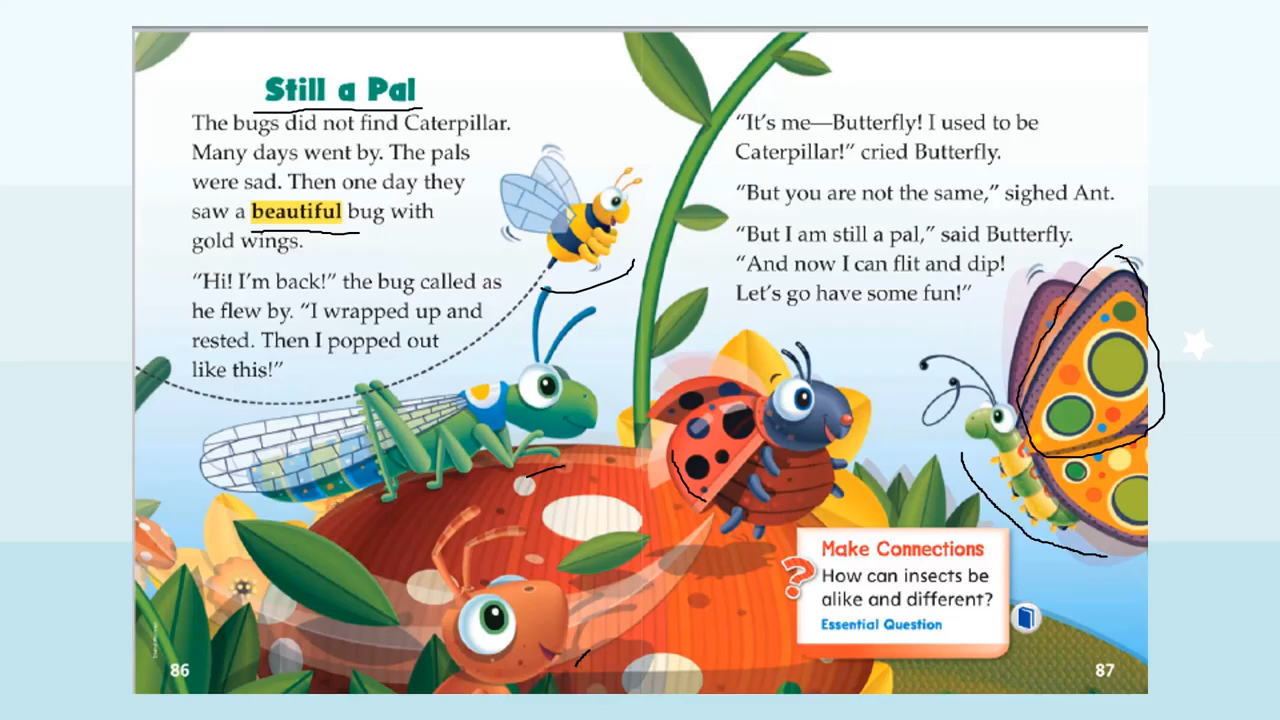 Still a Pal
The bugs did not find Caterpillar.
Many days went by. The pals
were sad. Then one day they
saw a beautiful bug with
gold wings.
"Hi! I'm back!" the bug called as
he flew by. "I wrapped up and
rested. Then I popped out
like this!"
86
"It's me—Butterfly! I used to be
Caterpillar!" cried Butterfly.
"But you are not the same," sighed Ant.
"But I am still a pal," said Butterfly.
"And now I can flit and dip!
Let's go have some fun!"
Make Connections
?
How can insects be
alike and different?
Essential Question
87